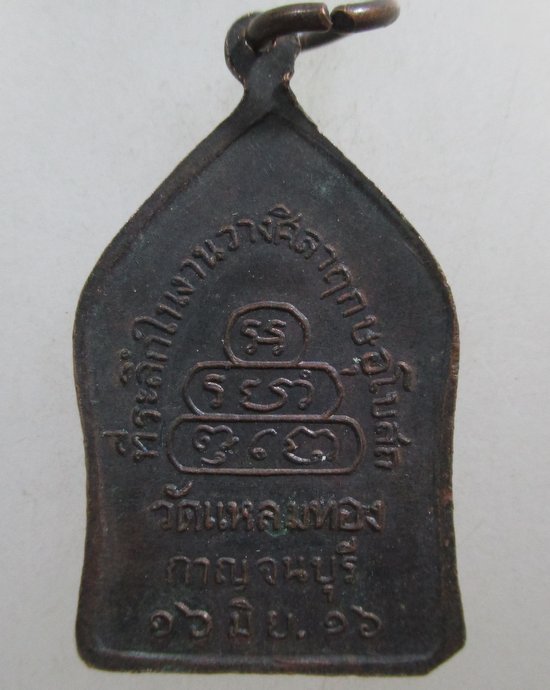 ที่ระลึกในงานวางศิลาฤกษ์อุโบสถ
วัดแหลมทอง
กาญจนบุรี
๑๖ มิ.ย. ๑๖